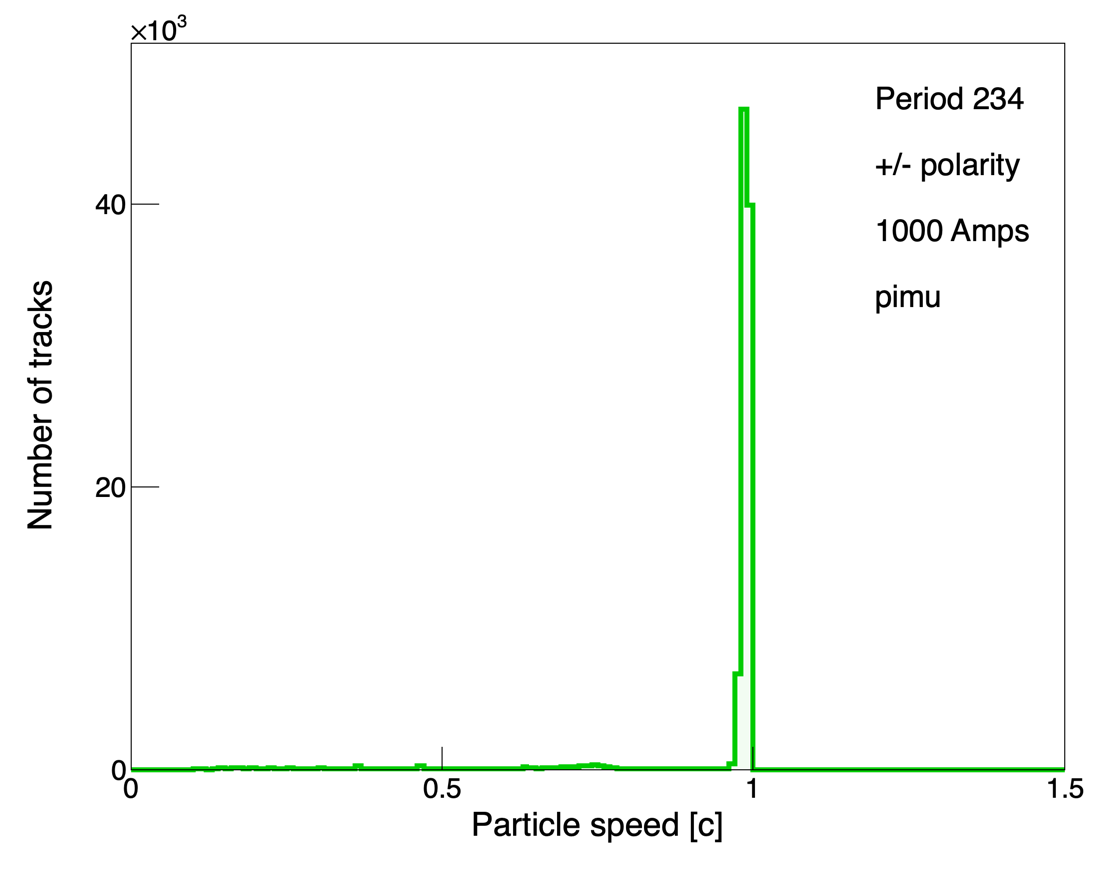 ×10³
Period 234
+/- polarity
1000 Amps
pimu
Number of tracks
40
20
0
0 0.5 1 1.5
Particle speed [c]